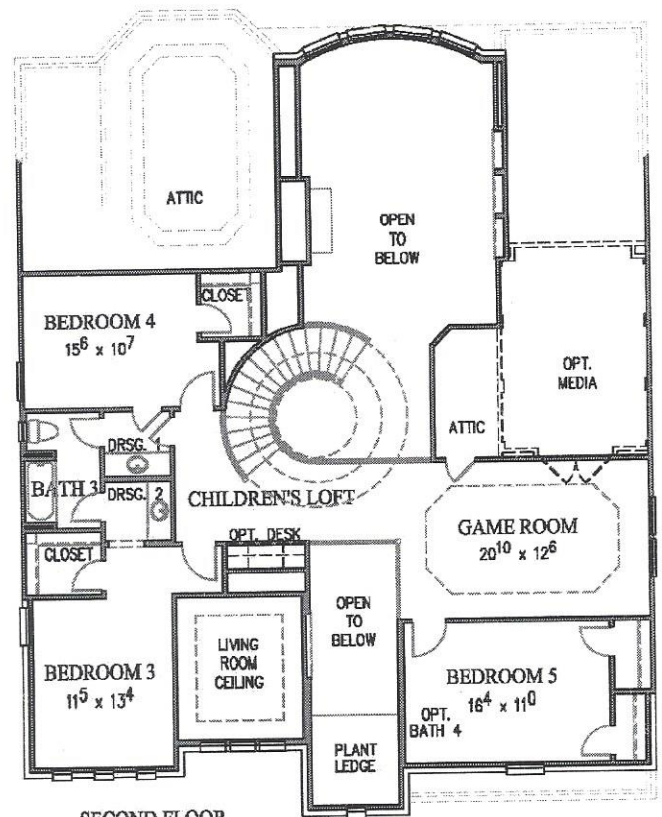 ATTIC
OPEN
TO
BELOW
CLOSET
BEDROOM 4
15⁶ x 10⁷
OPT.
MEDIA
ATTIC
DRSG. 1
BATH 3
DRSG. 2
CHILDREN'S LOFT
GAME ROOM
20¹⁰ x 12⁶
OPT. DESK
CLOSET
OPEN
TO
BELOW
LIVING
ROOM
CEILING
BEDROOM 3
11⁵ x 13⁴
BEDROOM 5
16⁴ x 11⁰
OPT.
BATH 4
PLANT
LEDGE
SECOND FLOOR